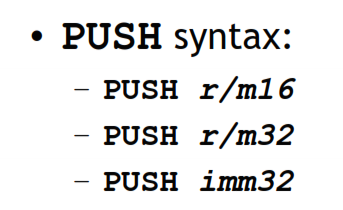 • PUSH syntax:
– PUSH r/m16
– PUSH r/m32
– PUSH imm32